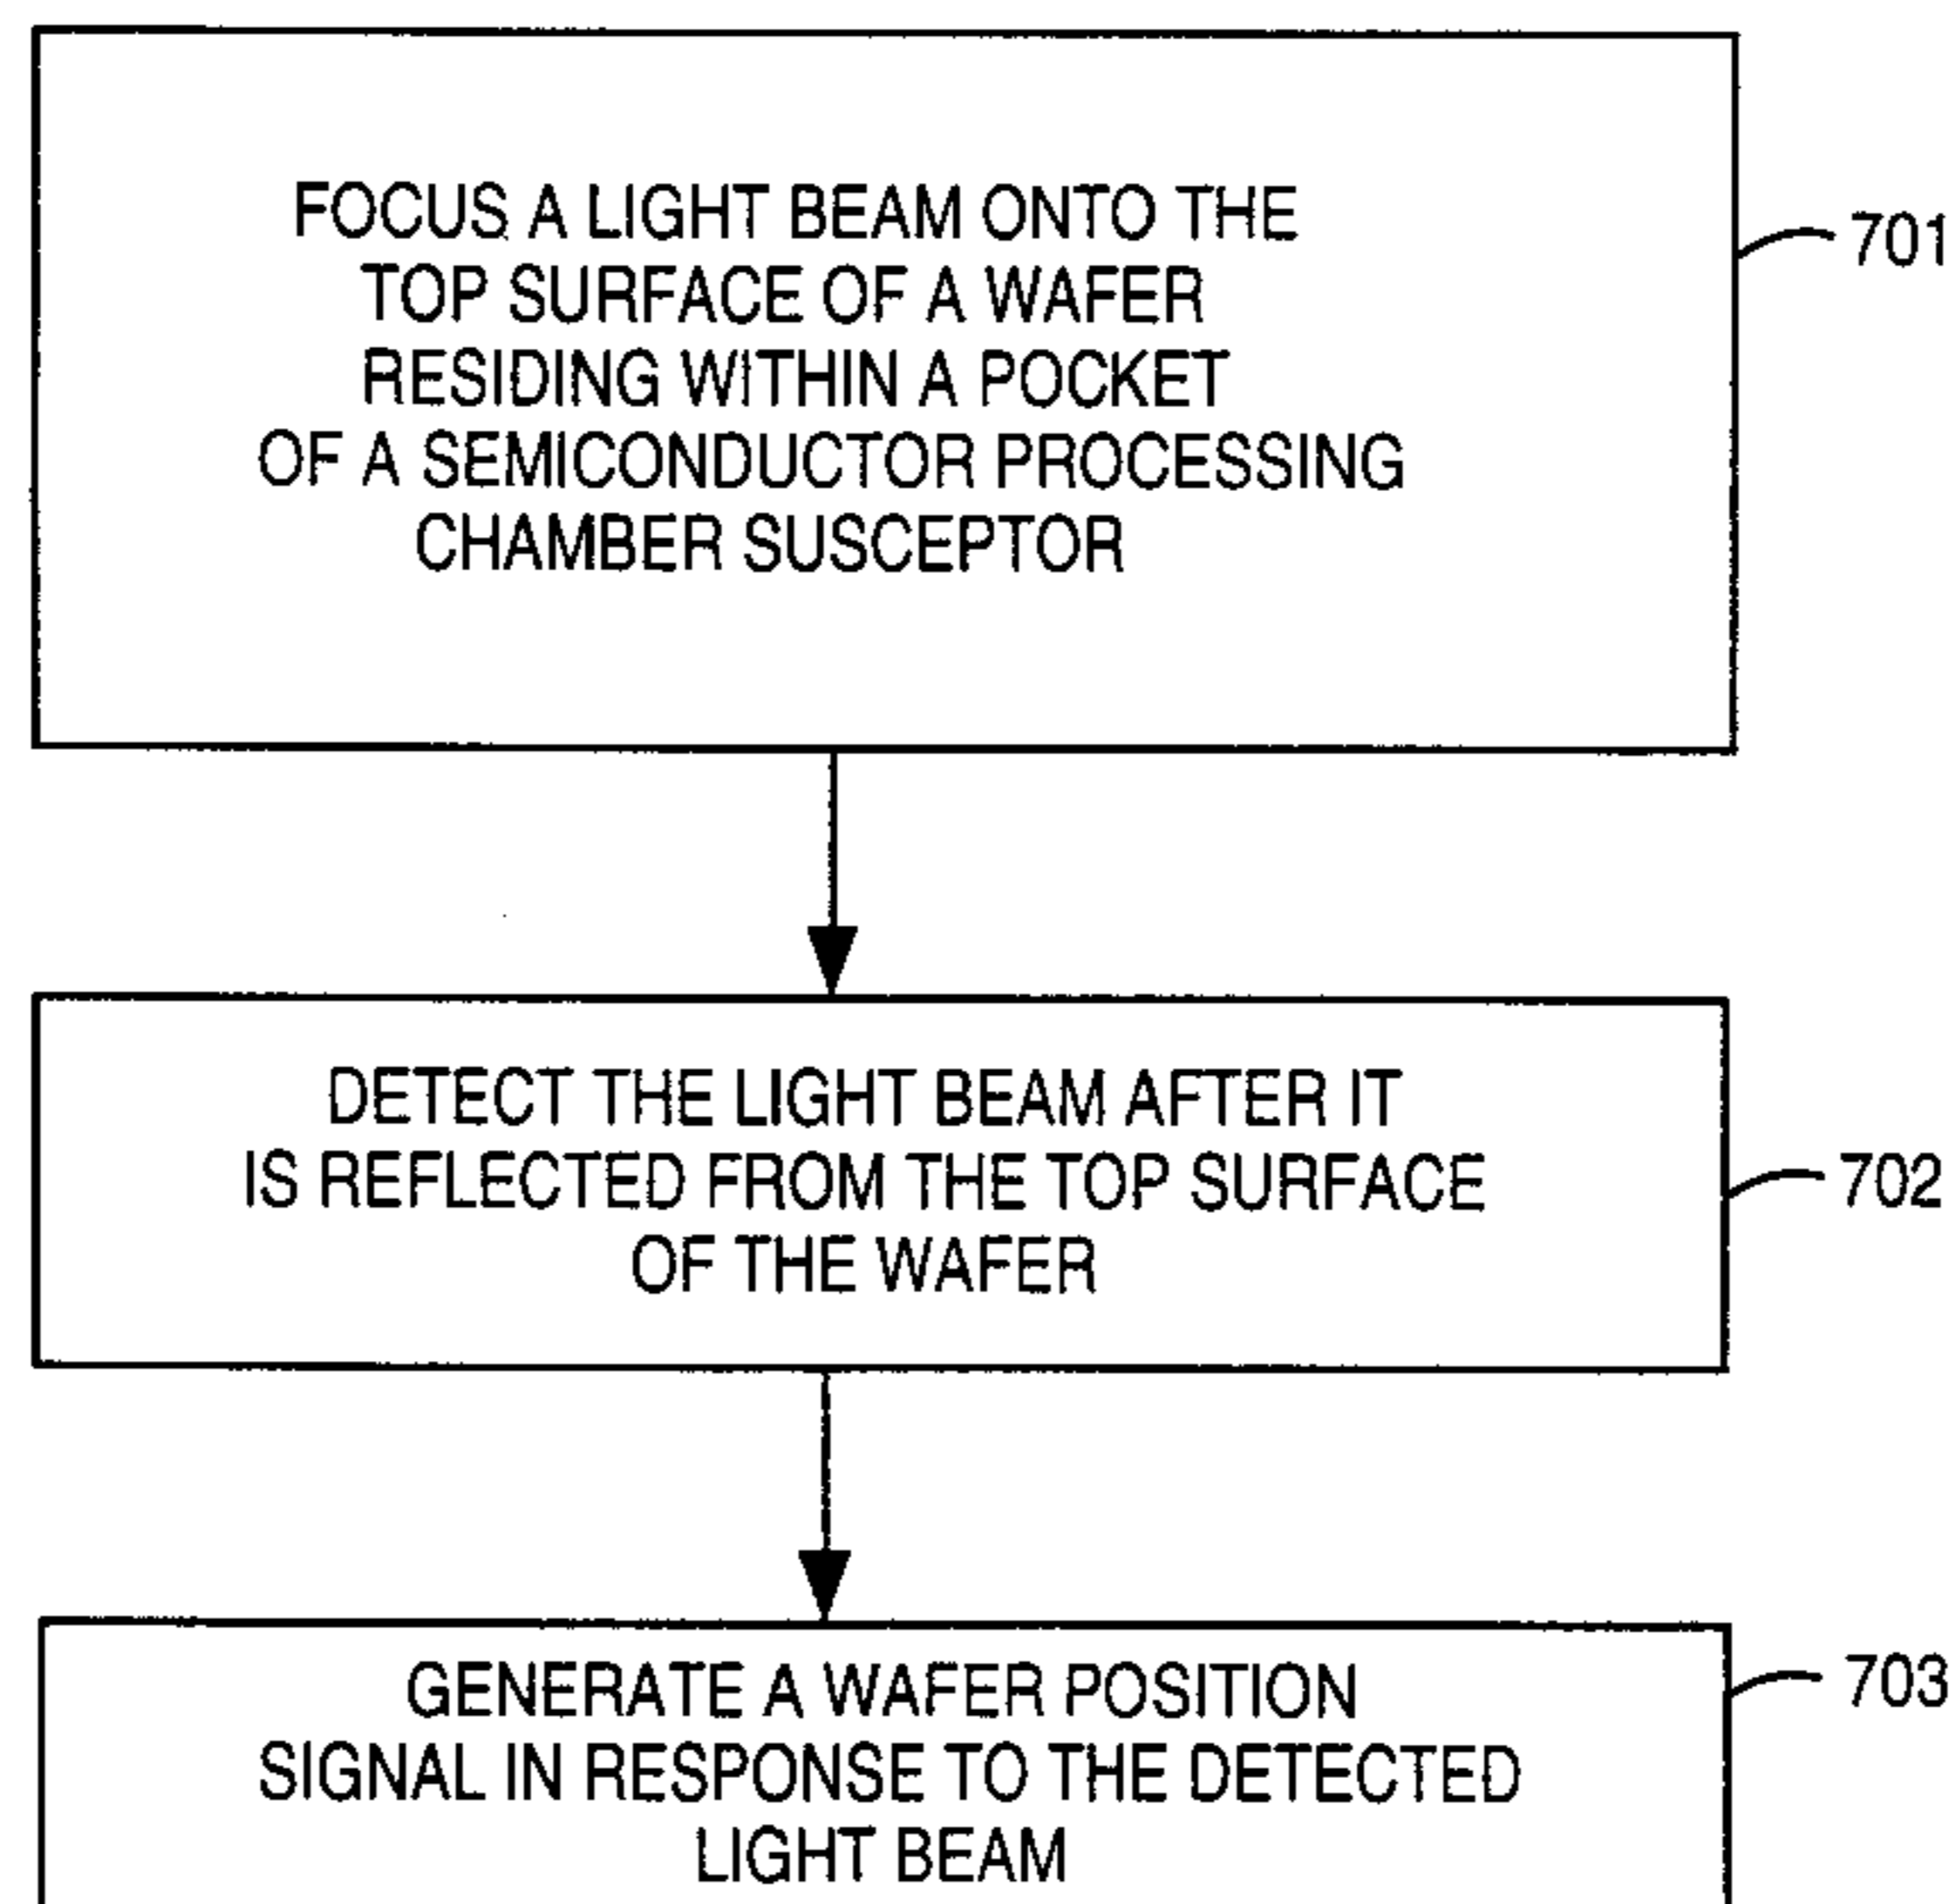 FOCUS A LIGHT BEAM ONTO THE
TOP SURFACE OF A WAFER
RESIDING WITHIN A POCKET
OF A SEMICONDUCTOR PROCESSING
CHAMBER SUSCEPTOR
701
DETECT THE LIGHT BEAM AFTER IT
IS REFLECTED FROM THE TOP SURFACE
OF THE WAFER
702
GENERATE A WAFER POSITION
SIGNAL IN RESPONSE TO THE DETECTED
LIGHT BEAM
703